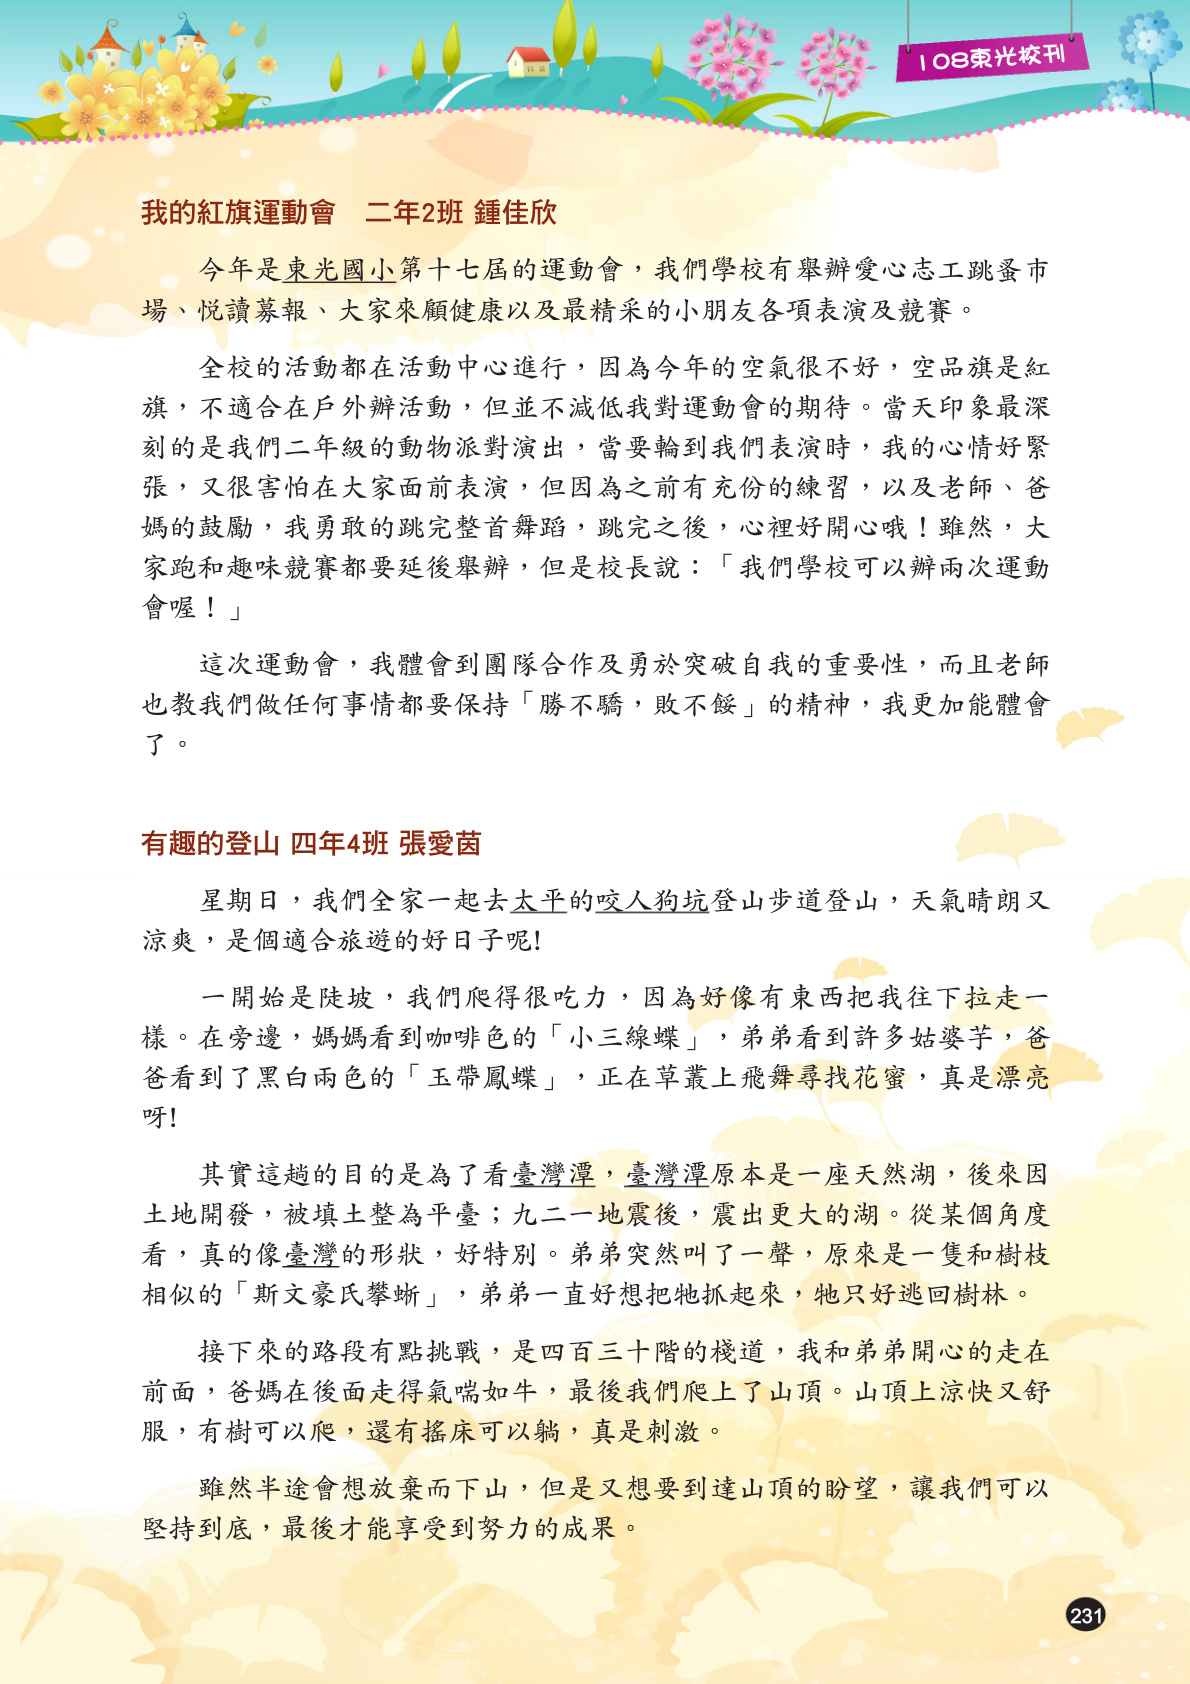 108東光校刊
我的紅旗運動會　二年2班 鍾佳欣
今年是東光國小第十七屆的運動會，我們學校有舉辦愛心志工跳蚤市
場、悅讀募報、大家來顧健康以及最精采的小朋友各項表演及競賽。
全校的活動都在活動中心進行，因為今年的空氣很不好，空品旗是紅
旗，不適合在戶外辦活動，但並不減低我對運動會的期待。當天印象最深
刻的是我們二年級的動物派對演出，當要輪到我們表演時，我的心情好緊
張，又很害怕在大家面前表演，但因為之前有充份的練習，以及老師、爸
媽的鼓勵，我勇敢的跳完整首舞蹈，跳完之後，心裡好開心哦！雖然，大
家跑和趣味競賽都要延後舉辦，但是校長說：「我們學校可以辦兩次運動
會喔！」
這次運動會，我體會到團隊合作及勇於突破自我的重要性，而且老師
也教我們做任何事情都要保持「勝不驕，敗不餒」的精神，我更加能體會
了。
有趣的登山 四年4班 張愛茵
星期日，我們全家一起去太平的咬人狗坑登山步道登山，天氣晴朗又
涼爽，是個適合旅遊的好日子呢!
一開始是陡坡，我們爬得很吃力，因為好像有東西把我往下拉走一
樣。在旁邊，媽媽看到咖啡色的「小三線蝶」，弟弟看到許多姑婆芋，爸
爸看到了黑白兩色的「玉帶鳳蝶」，正在草叢上飛舞尋找花蜜，真是漂亮
呀!
其實這趟的目的是為了看臺灣潭，臺灣潭原本是一座天然湖，後來因
土地開發，被填土整為平臺；九二一地震後，震出更大的湖。從某個角度
看，真的像臺灣的形狀，好特別。弟弟突然叫了一聲，原來是一隻和樹枝
相似的「斯文豪氏攀蜥」，弟弟一直好想把牠抓起來，牠只好逃回樹林。
接下來的路段有點挑戰，是四百三十階的棧道，我和弟弟開心的走在
前面，爸媽在後面走得氣喘如牛，最後我們爬上了山頂。山頂上涼快又舒
服，有樹可以爬，還有搖床可以躺，真是刺激。
雖然半途會想放棄而下山，但是又想要到達山頂的盼望，讓我們可以
堅持到底，最後才能享受到努力的成果。
231